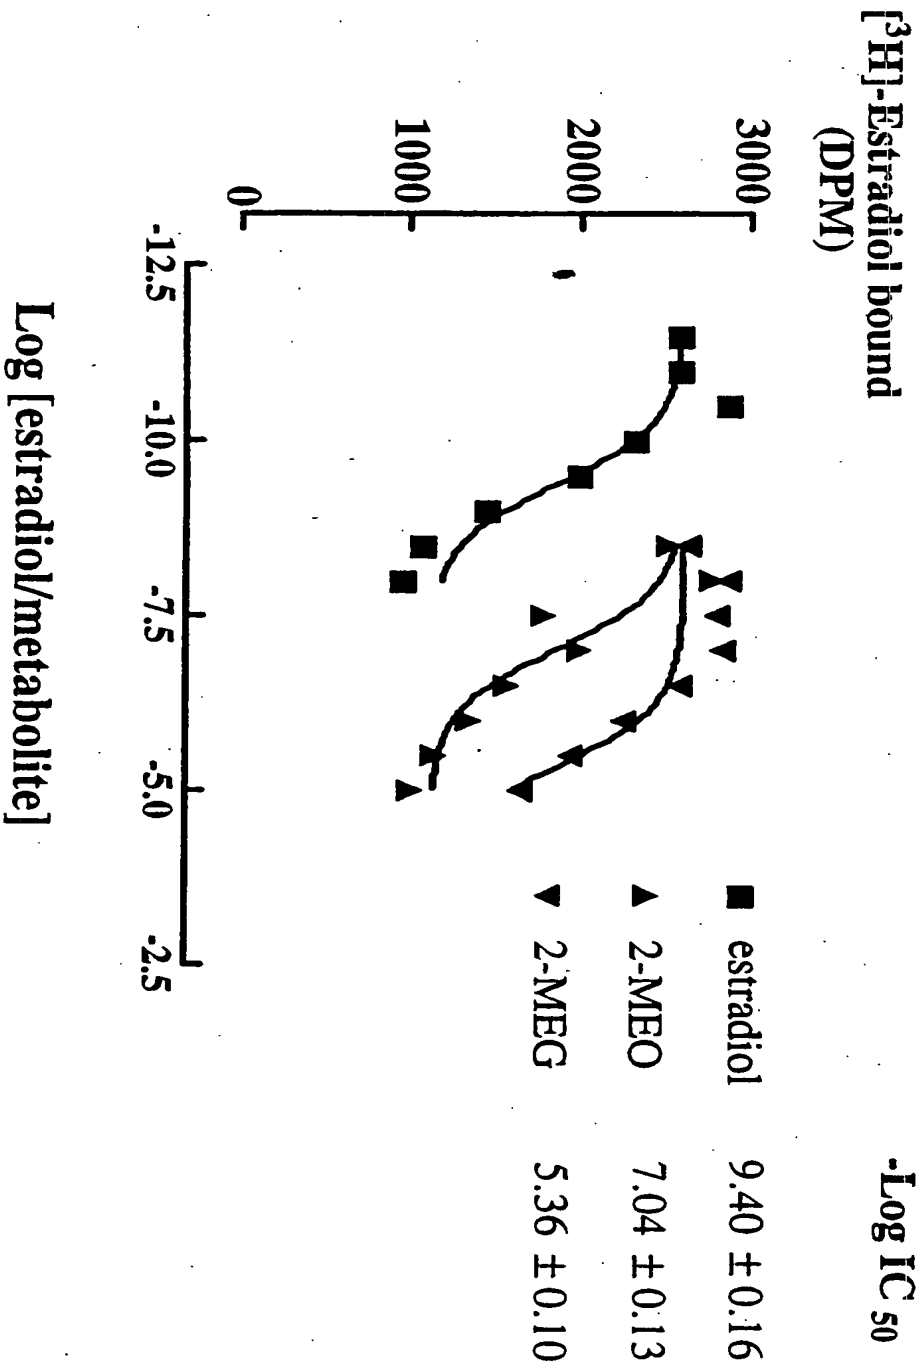 [³H]-Estradiol bound
(DPM)
3000
2000
1000
0
-12.5
-10.0
-7.5
-5.0
-2.5
Log [estradiol/metabolite]
-Log IC 50
estradiol 9.40 ±0.16
2-MEO 7.04 ±0.13
2-MEG 5.36 ±0.10